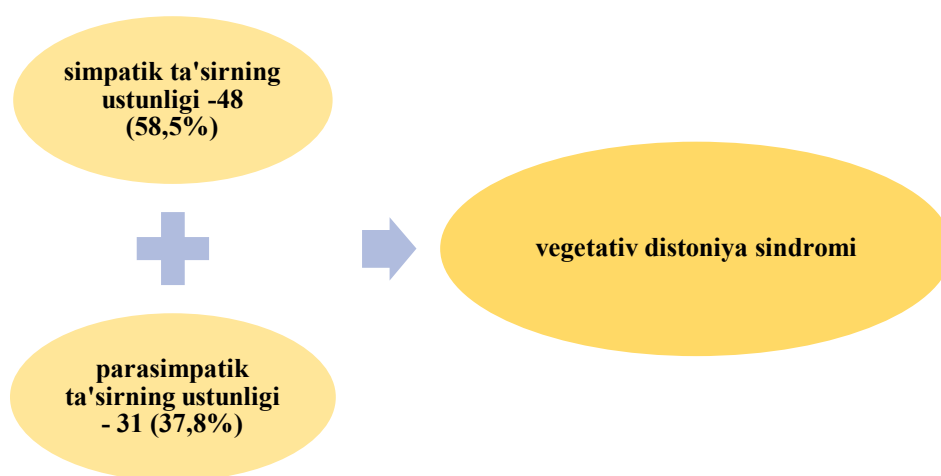 simpatik ta'sirning
ustunligi -48
(58,5%)
vegetativ distoniya sindromi
parasimpatik
ta'sirning ustunligi
- 31 (37,8%)